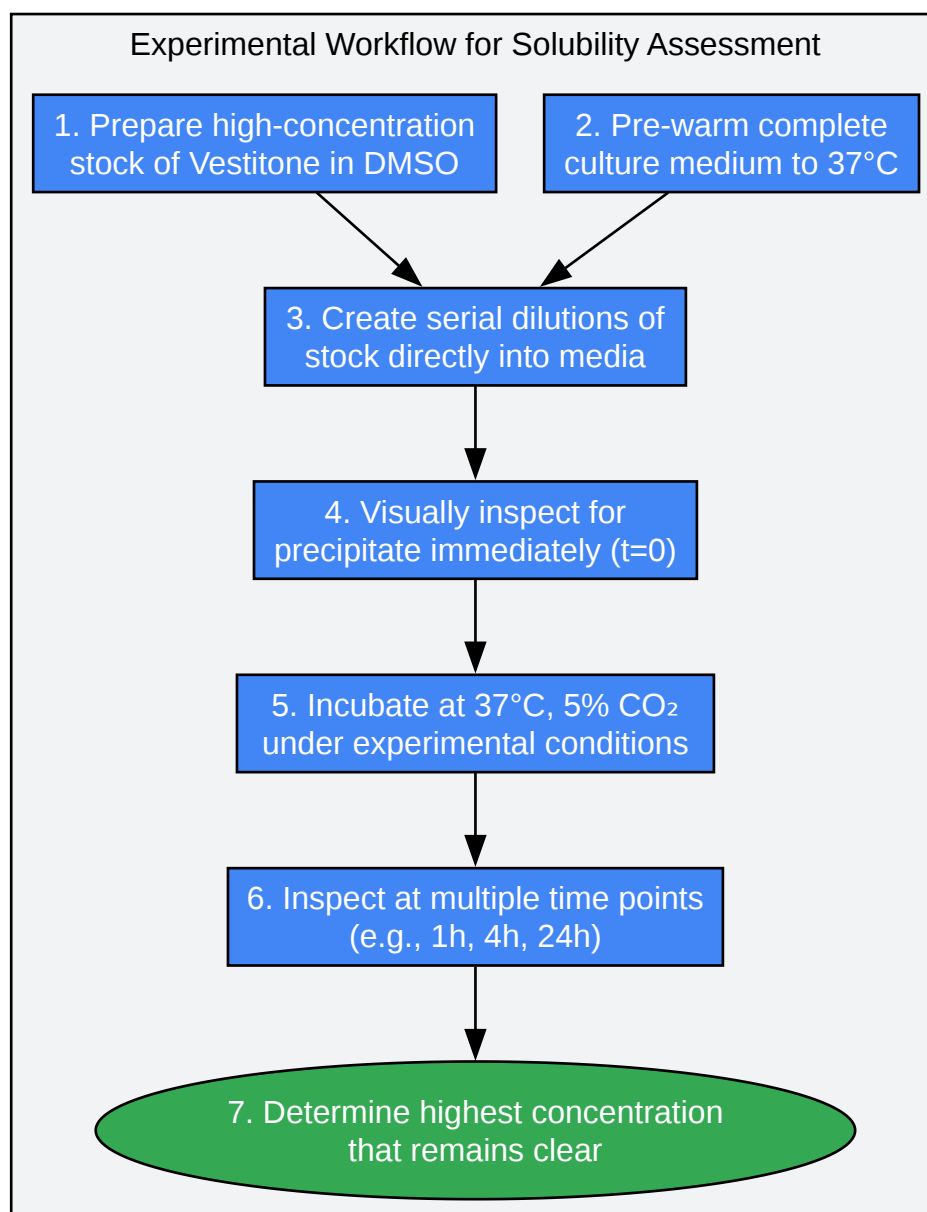 Experimental Workflow for Solubility Assessment
1. Prepare high-concentration
stock of Vestitone in DMSO
2. Pre-warm complete
culture medium to 37°C
3. Create serial dilutions of
stock directly into media
4. Visually inspect for
precipitate immediately (t=0)
5. Incubate at 37°C, 5% CO₂
under experimental conditions
6. Inspect at multiple time points
(e.g., 1h, 4h, 24h)
7. Determine highest concentration
that remains clear